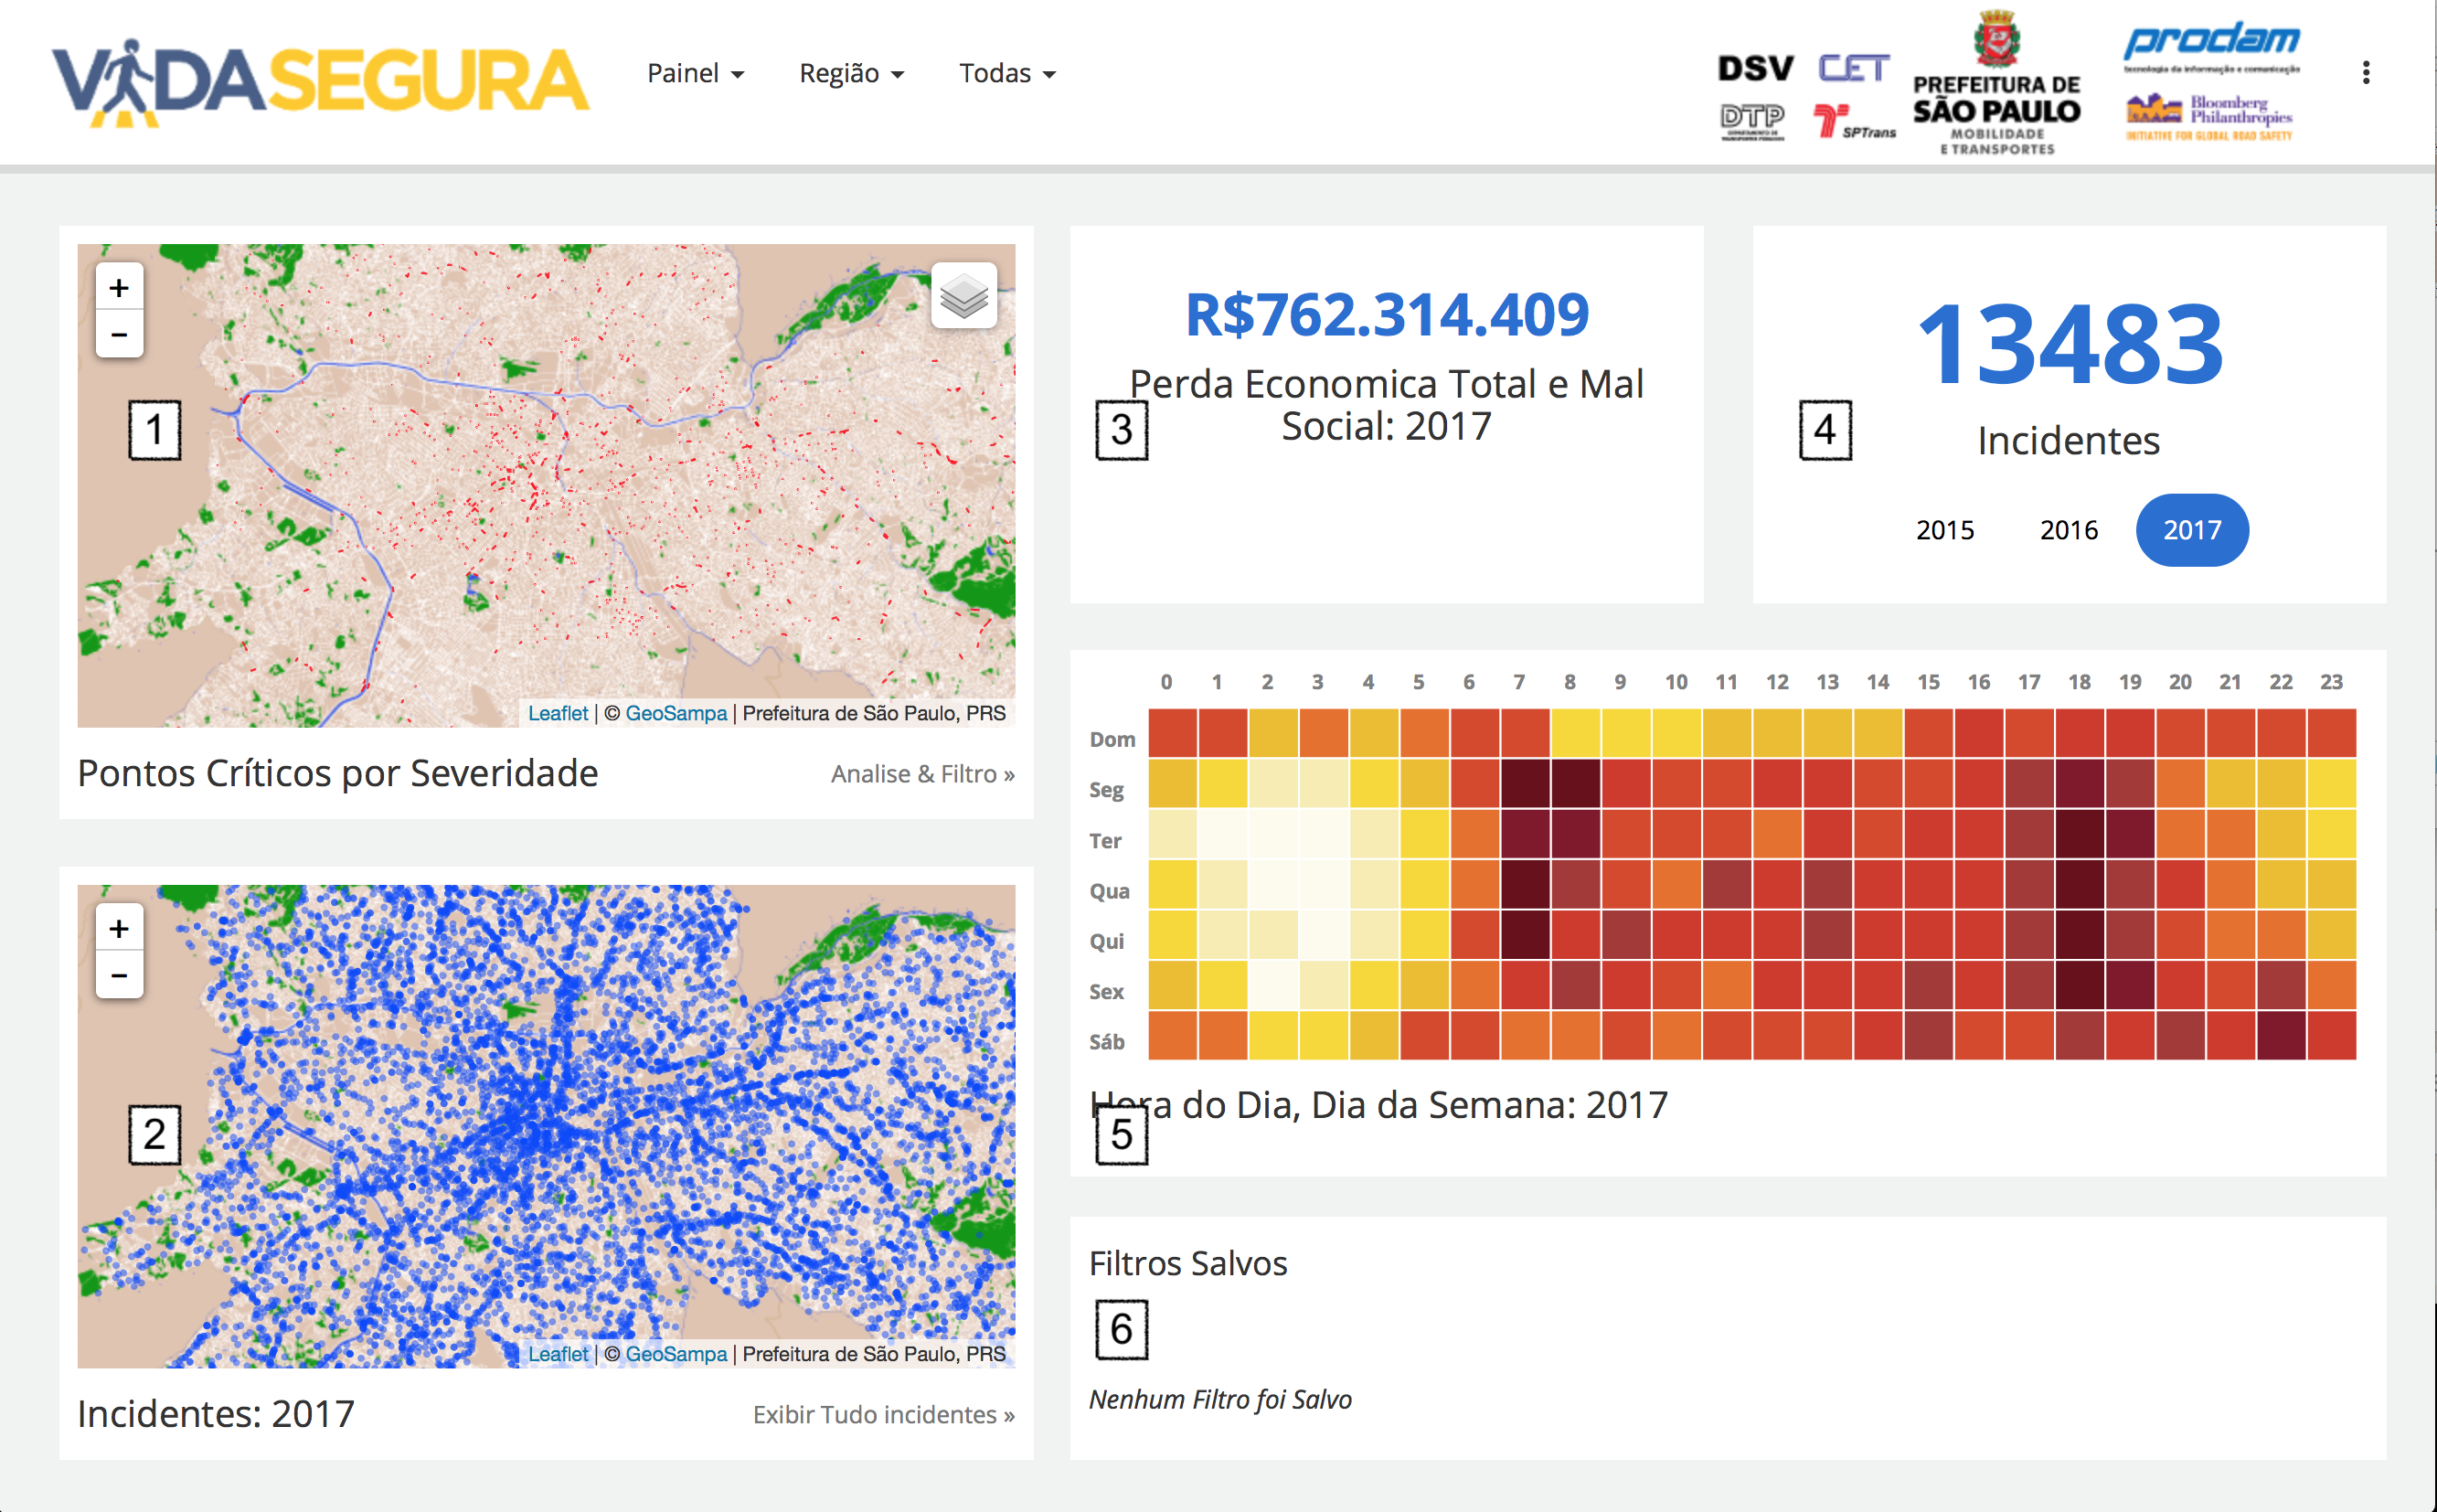 VIDASEGURA
Painel
Região
Todas
DSV
CET
DTP
SPTrans
PREFEITURA DE
SÃO PAULO
MOBILIDADE
E TRANSPORTES
prodam
tecnologia da informação e comunicação
Bloomberg
Philanthropies
INITIATIVE FOR GLOBAL ROAD SAFETY
+
−
1
Leaflet | © GeoSampa | Prefeitura de São Paulo, PRS
Pontos Críticos por Severidade
Analise & Filtro »
+
−
2
Leaflet | © GeoSampa | Prefeitura de São Paulo, PRS
Incidentes: 2017
Exibir Tudo incidentes »
R$762.314.409
Perda Economica Total e Mal
Social: 2017
3
13483
4
Incidentes
2015 2016 2017
0 1 2 3 4 5 6 7 8 9 10 11 12 13 14 15 16 17 18 19 20 21 22 23
Dom
Seg
Ter
Qua
Qui
Sex
Sáb
Hora do Dia, Dia da Semana: 2017
5
Filtros Salvos
6
Nenhum Filtro foi Salvo